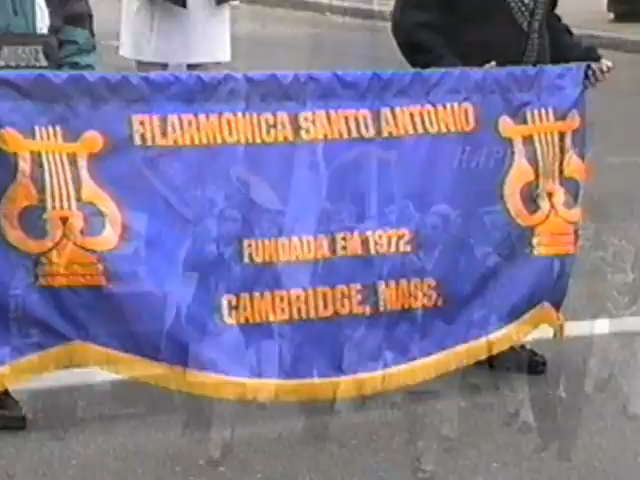 FILARMONICA SANTO ANTONIO
FUNDADA EM 1972
CAMBRIDGE, MASS.